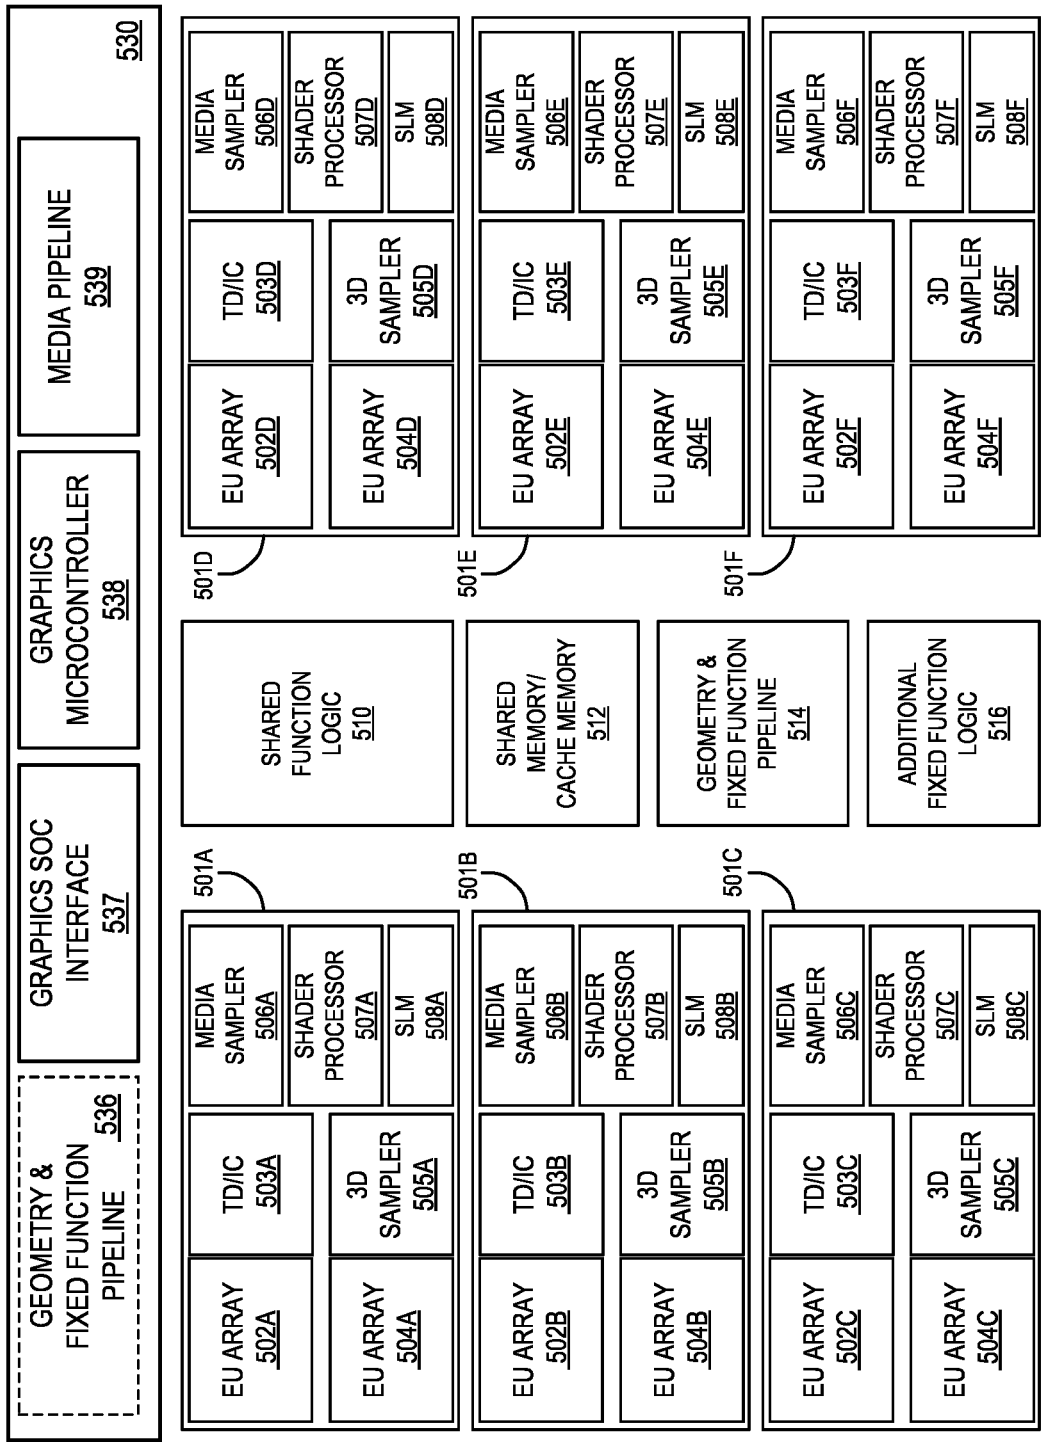 530
GEOMETRY &
FIXED FUNCTION
PIPELINE
536
GRAPHICS SOC
INTERFACE
537
GRAPHICS
MICROCONTROLLER
538
MEDIA PIPELINE
539
501A
EU ARRAY
502A
TD/IC
503A
MEDIA
SAMPLER
506A
SHADER
PROCESSOR
507A
EU ARRAY
504A
3D
SAMPLER
505A
SLM
508A
SHARED
FUNCTION
LOGIC
510
501D
EU ARRAY
502D
TD/IC
503D
MEDIA
SAMPLER
506D
SHADER
PROCESSOR
507D
EU ARRAY
504D
3D
SAMPLER
505D
SLM
508D
501B
EU ARRAY
502B
TD/IC
503B
MEDIA
SAMPLER
506B
SHADER
PROCESSOR
507B
EU ARRAY
504B
3D
SAMPLER
505B
SLM
508B
SHARED
MEMORY/
CACHE MEMORY
512
501E
EU ARRAY
502E
TD/IC
503E
MEDIA
SAMPLER
506E
SHADER
PROCESSOR
507E
EU ARRAY
504E
3D
SAMPLER
505E
SLM
508E
GEOMETRY &
FIXED FUNCTION
PIPELINE
514
501C
EU ARRAY
502C
TD/IC
503C
MEDIA
SAMPLER
506C
SHADER
PROCESSOR
507C
EU ARRAY
504C
3D
SAMPLER
505C
SLM
508C
ADDITIONAL
FIXED FUNCTION
LOGIC
516
501F
EU ARRAY
502F
TD/IC
503F
MEDIA
SAMPLER
506F
SHADER
PROCESSOR
507F
EU ARRAY
504F
3D
SAMPLER
505F
SLM
508F